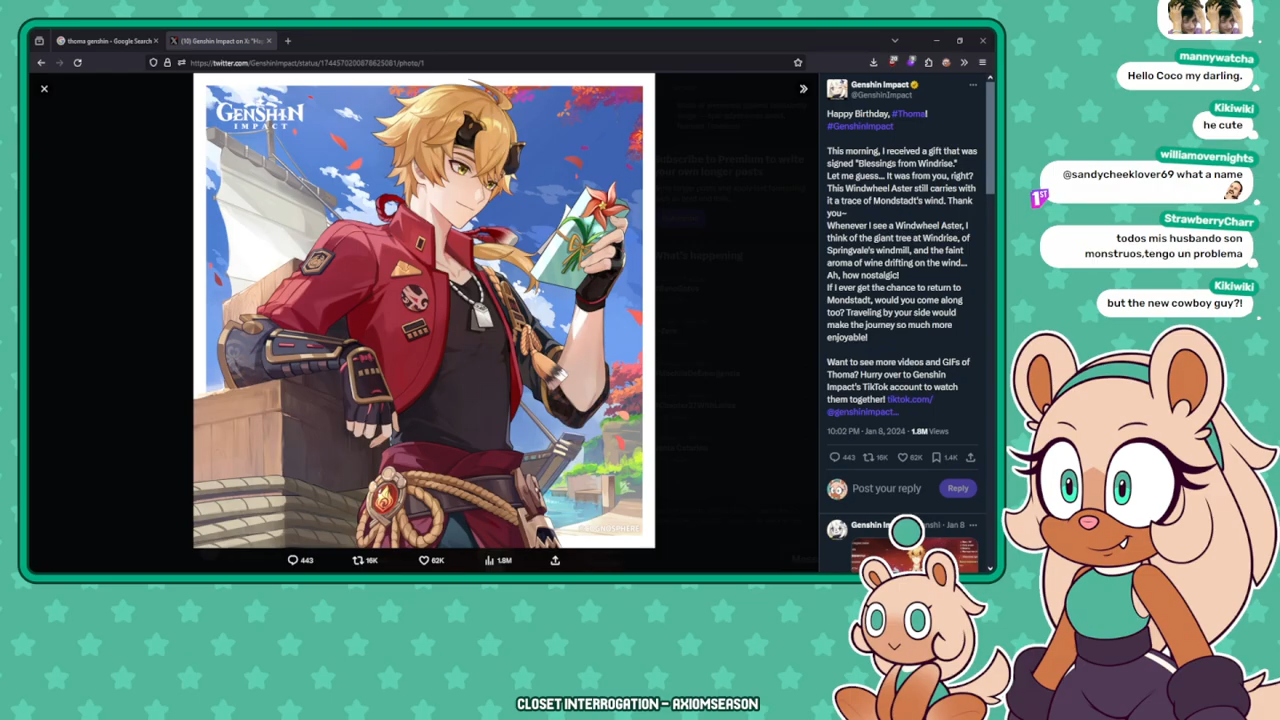 thoma genshin - Google Search
(10) Genshin Impact on X: "Hap
https://twitter.com/GenshinImpact/status/1744570200878625081/photo/1
GENSHIN
IMPACT
Genshin Impact
@GenshinImpact
Happy Birthday, #Thoma!
#GenshinImpact
This morning, I received a gift that was
signed "Blessings from Windrise."
Let me guess... It was from you, right?
This Windwheel Aster still carries with
it a trace of Mondstadt's wind. Thank
you~
Whenever I see a Windwheel Aster, I
think of the giant tree at Windrise, of
Springvale's windmill, and the faint
aroma of wine drifting on the wind...
Ah, how nostalgic!
If I ever get the chance to return to
Mondstadt, would you come along
too? Traveling by your side would
make the journey so much more
enjoyable!
Want to see more videos and GIFs of
Thoma? Hurry over to Genshin
Impact's TikTok account to watch
them together! tiktok.com/
@genshinimpact...
10:02 PM · Jan 8, 2024 · 1.8M Views
443 16K 62K 1.4K
Post your reply
Reply
Genshin Jan 8
443 16K 62K 1.8M
What's happening
mannywatcha
Hello Coco my darling.
Kikiwiki
he cute
williamovernights
@sandycheeklover69 what a name
1ST
StrawberryCharr
todos mis husband son
monstruos,tengo un problema
Kikiwiki
but the new cowboy guy?!
CLOSET INTERROGATION - AXIOMSEASON